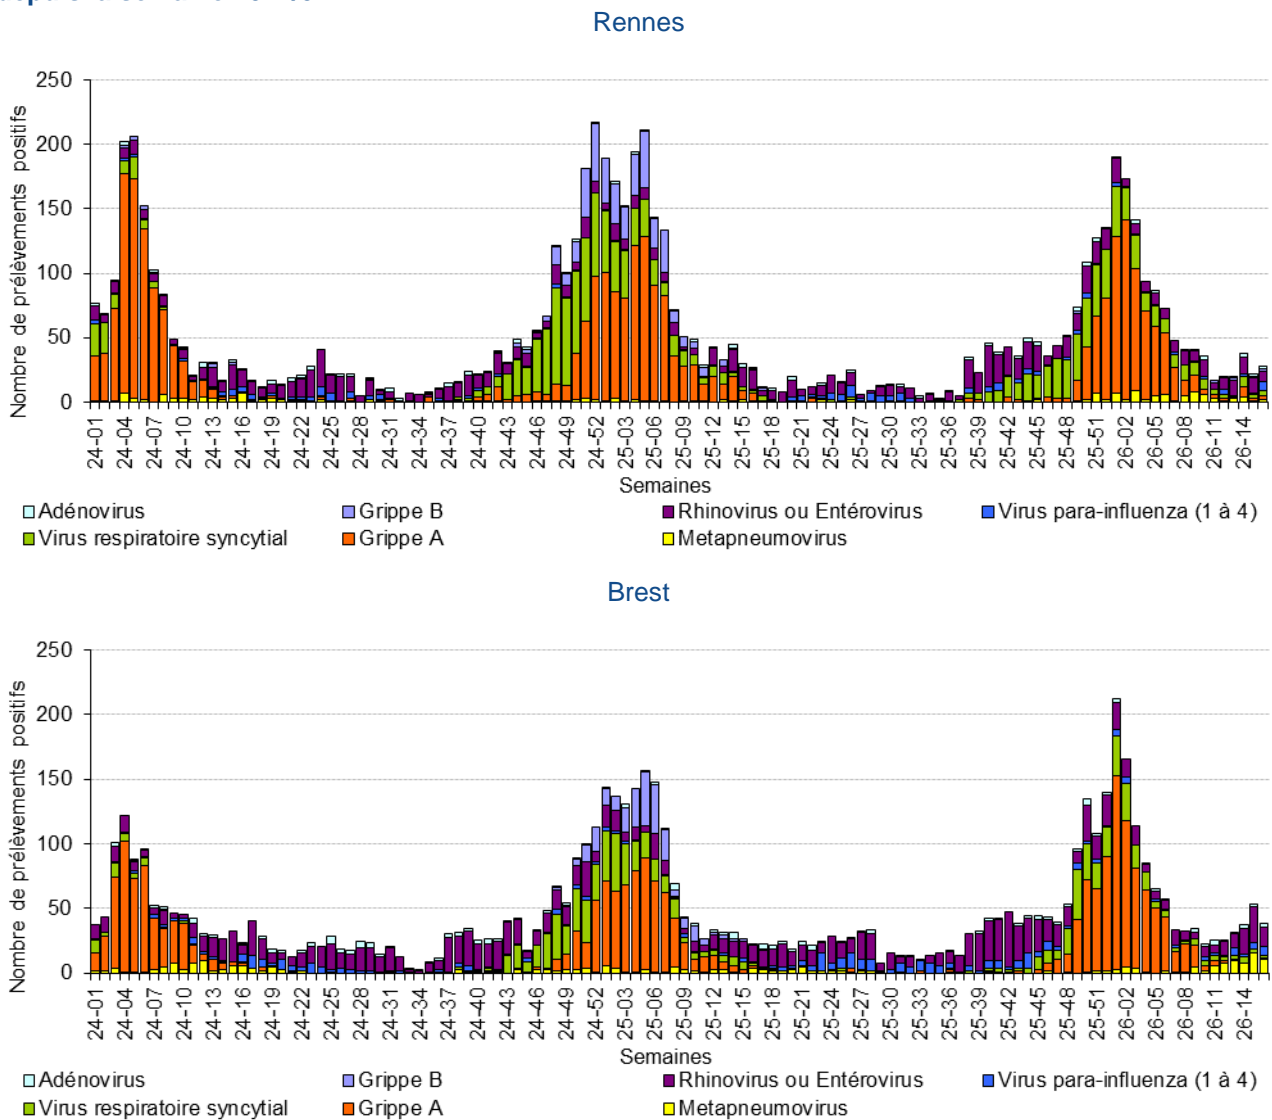 Rennes
Nombre de prélèvements positifs
250
200
150
100
50
0
24-01 24-04 24-07 24-10 24-13 24-16 24-19 24-22 24-25 24-28 24-31 24-34 24-37 24-40 24-43 24-46 24-49 24-52 25-03 25-06 25-09 25-12 25-15 25-18 25-21 25-24 25-27 25-30 25-33 25-36 25-39 25-42 25-45 25-48 25-51 26-02 26-05 26-08 26-11 26-14
Semaines
Adénovirus Grippe B Rhinovirus ou Entérovirus Virus para-influenza (1 à 4)
Virus respiratoire syncytial Grippe A Metapneumovirus
Brest
Nombre de prélèvements positifs
250
200
150
100
50
0
24-01 24-04 24-07 24-10 24-13 24-16 24-19 24-22 24-25 24-28 24-31 24-34 24-37 24-40 24-43 24-46 24-49 24-52 25-03 25-06 25-09 25-12 25-15 25-18 25-21 25-24 25-27 25-30 25-33 25-36 25-39 25-42 25-45 25-48 25-51 26-02 26-05 26-08 26-11 26-14
Semaines
Adénovirus Grippe B Rhinovirus ou Entérovirus Virus para-influenza (1 à 4)
Virus respiratoire syncytial Grippe A Metapneumovirus